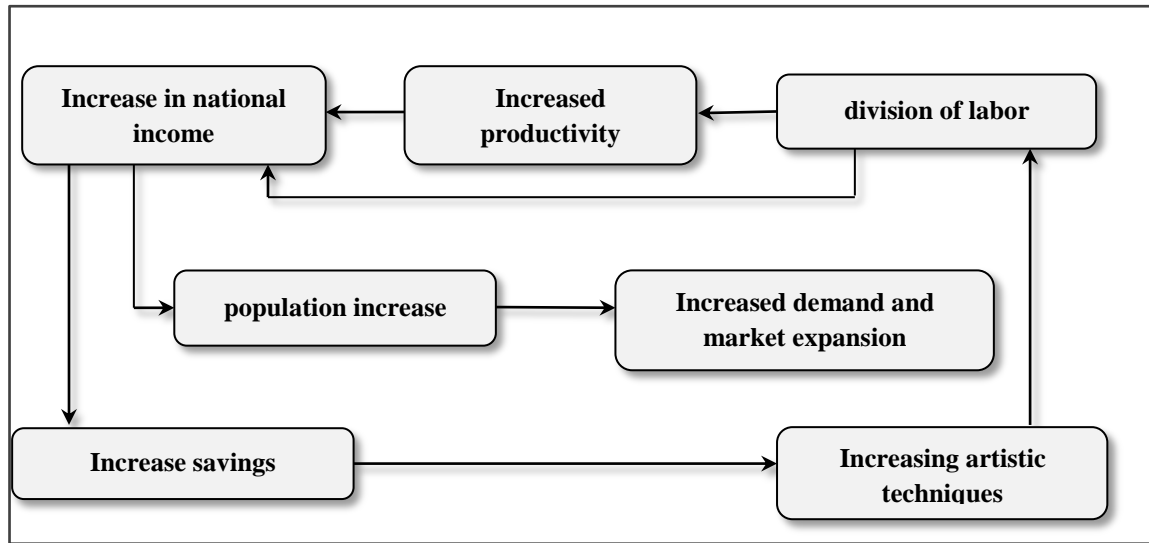 Increase in national
income
Increased
productivity
division of labor
population increase
Increased demand and
market expansion
Increase savings
Increasing artistic
techniques